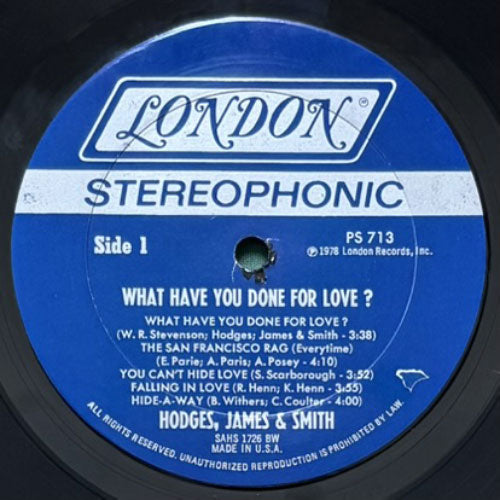 LONDON®
STEREOPHONIC
Side 1
PS 713
℗ 1978 London Records, Inc.
WHAT HAVE YOU DONE FOR LOVE ?
WHAT HAVE YOU DONE FOR LOVE ?
(W. R. Stevenson; Hodges; James & Smith - 3:38)
THE SAN FRANCISCO RAG (Everytime)
(E. Parie; A. Paris; A. Posey - 4:10)
YOU CAN'T HIDE LOVE (S. Scarborough - 3:52)
FALLING IN LOVE (R. Henn; K. Henn - 3:55)
HIDE-A-WAY (B. Withers; C. Coulter - 4:00)
HODGES, JAMES & SMITH
SAHS 1726 BW
MADE IN U.S.A.
ALL RIGHTS RESERVED. UNAUTHORIZED REPRODUCTION IS PROHIBITED BY LAW.